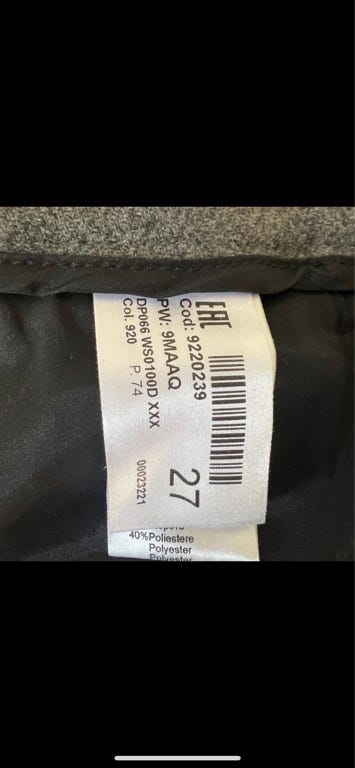 EAC
Cod: 9220239
PW: 9MAAQ
DP066 WS0100D XXX
Col. 920
P. 74
27
00023221
40%Poliestere
Polyester
Polyester